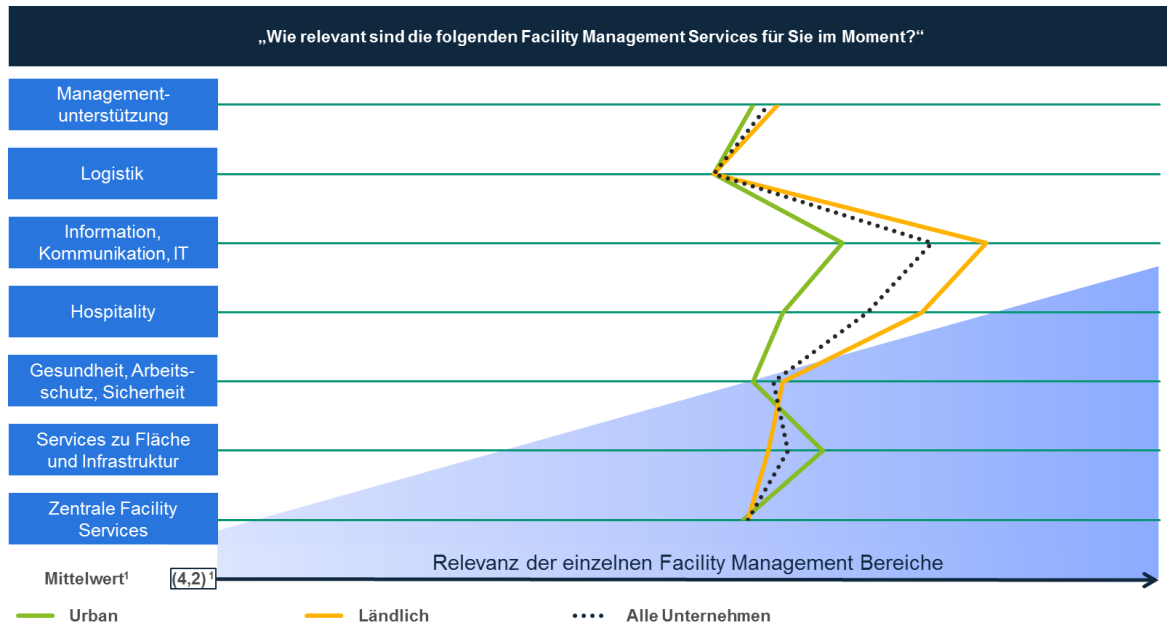 „Wie relevant sind die folgenden Facility Management Services für Sie im Moment?“
Management-
unterstützung
Logistik
Information,
Kommunikation, IT
Hospitality
Gesundheit, Arbeits-
schutz, Sicherheit
Services zu Fläche
und Infrastruktur
Zentrale Facility
Services
Relevanz der einzelnen Facility Management Bereiche
Mittelwert¹ (4,2)¹
Urban Ländlich Alle Unternehmen